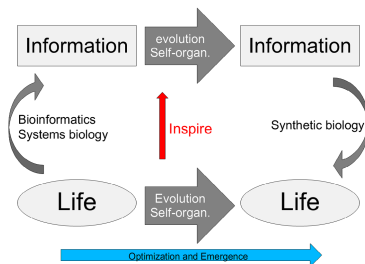 Information
evolution
Self-organ.
Information
Bioinformatics
Systems biology
Inspire
Synthetic biology
Life
Evolution
Self-organ.
Life
Optimization and Emergence